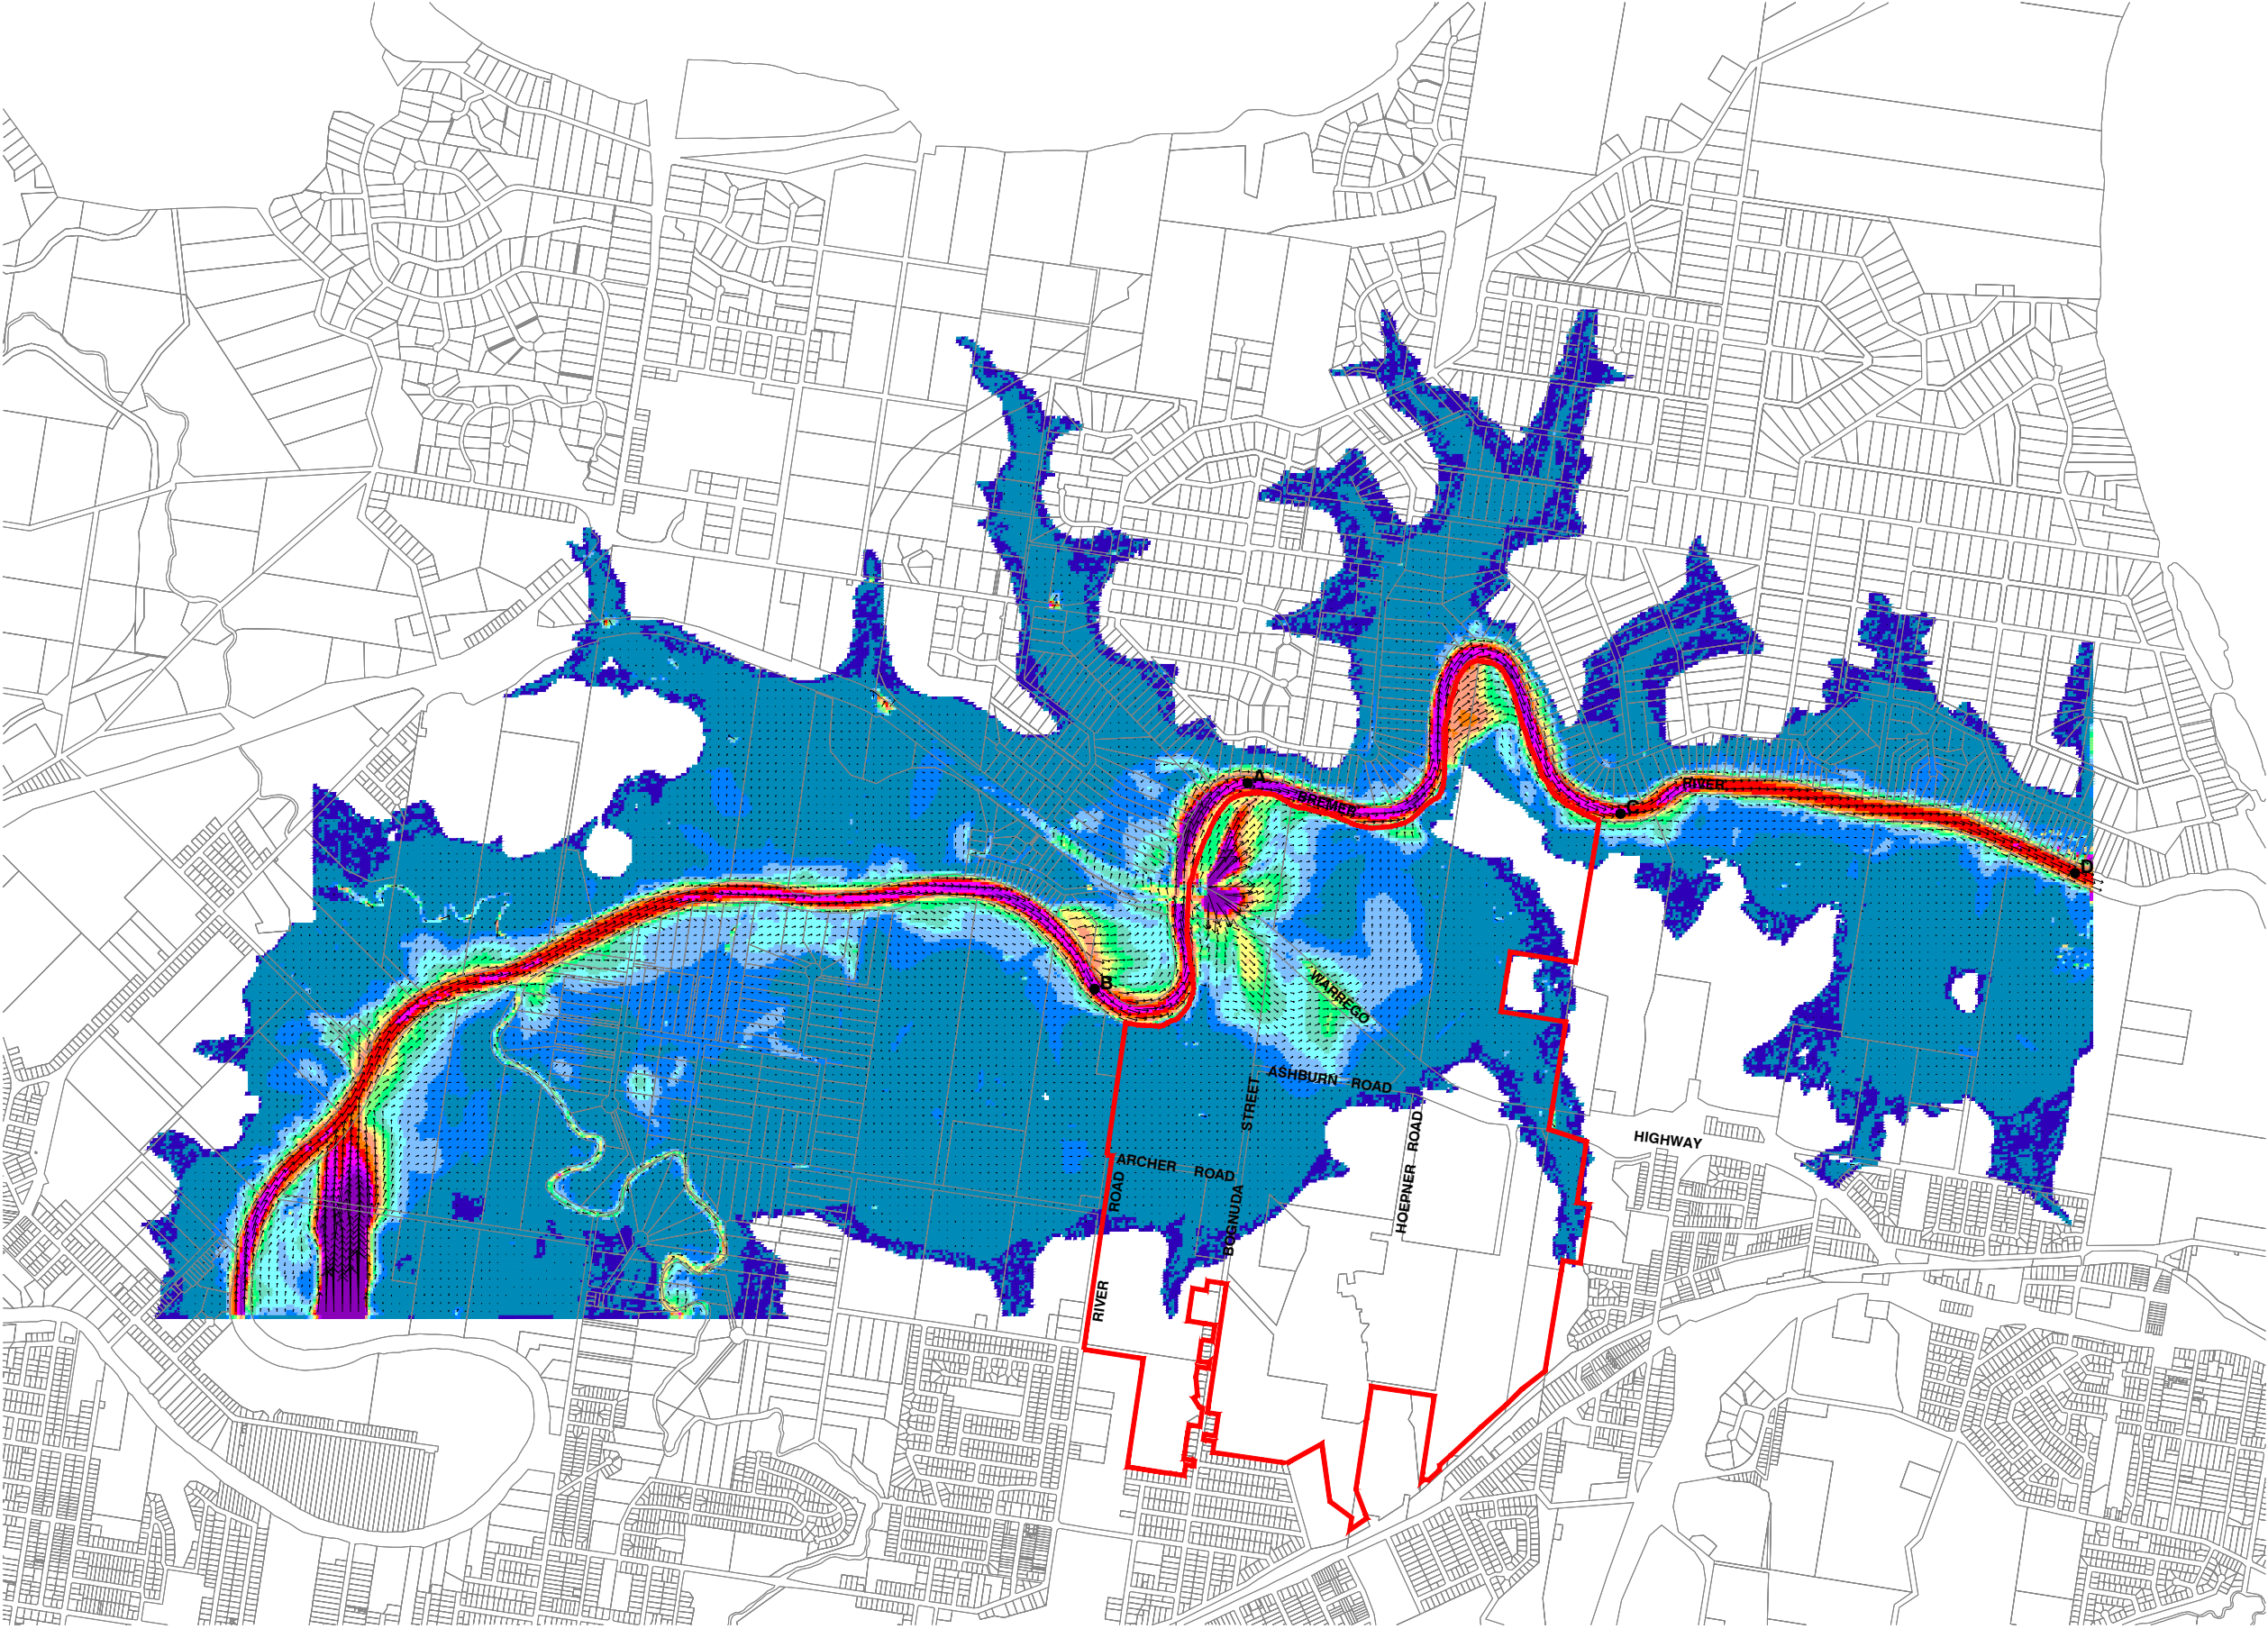 A
BREMER
RIVER
C
D
B
WARREGO
ASHBURN ROAD
STREET
HOEPNER ROAD
HIGHWAY
ARCHER ROAD
ROAD
BOGNUDA
RIVER